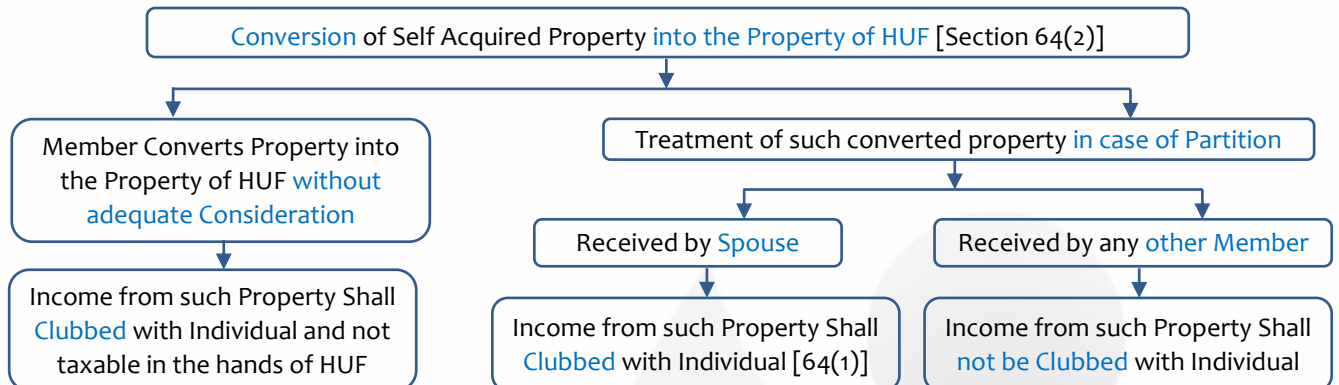 Conversion of Self Acquired Property into the Property of HUF [Section 64(2)]
Member Converts Property into
the Property of HUF without
adequate Consideration
Income from such Property Shall
Clubbed with Individual and not
taxable in the hands of HUF
Treatment of such converted property in case of Partition
Received by Spouse
Income from such Property Shall
Clubbed with Individual [64(1)]
Received by any other Member
Income from such Property Shall
not be Clubbed with Individual